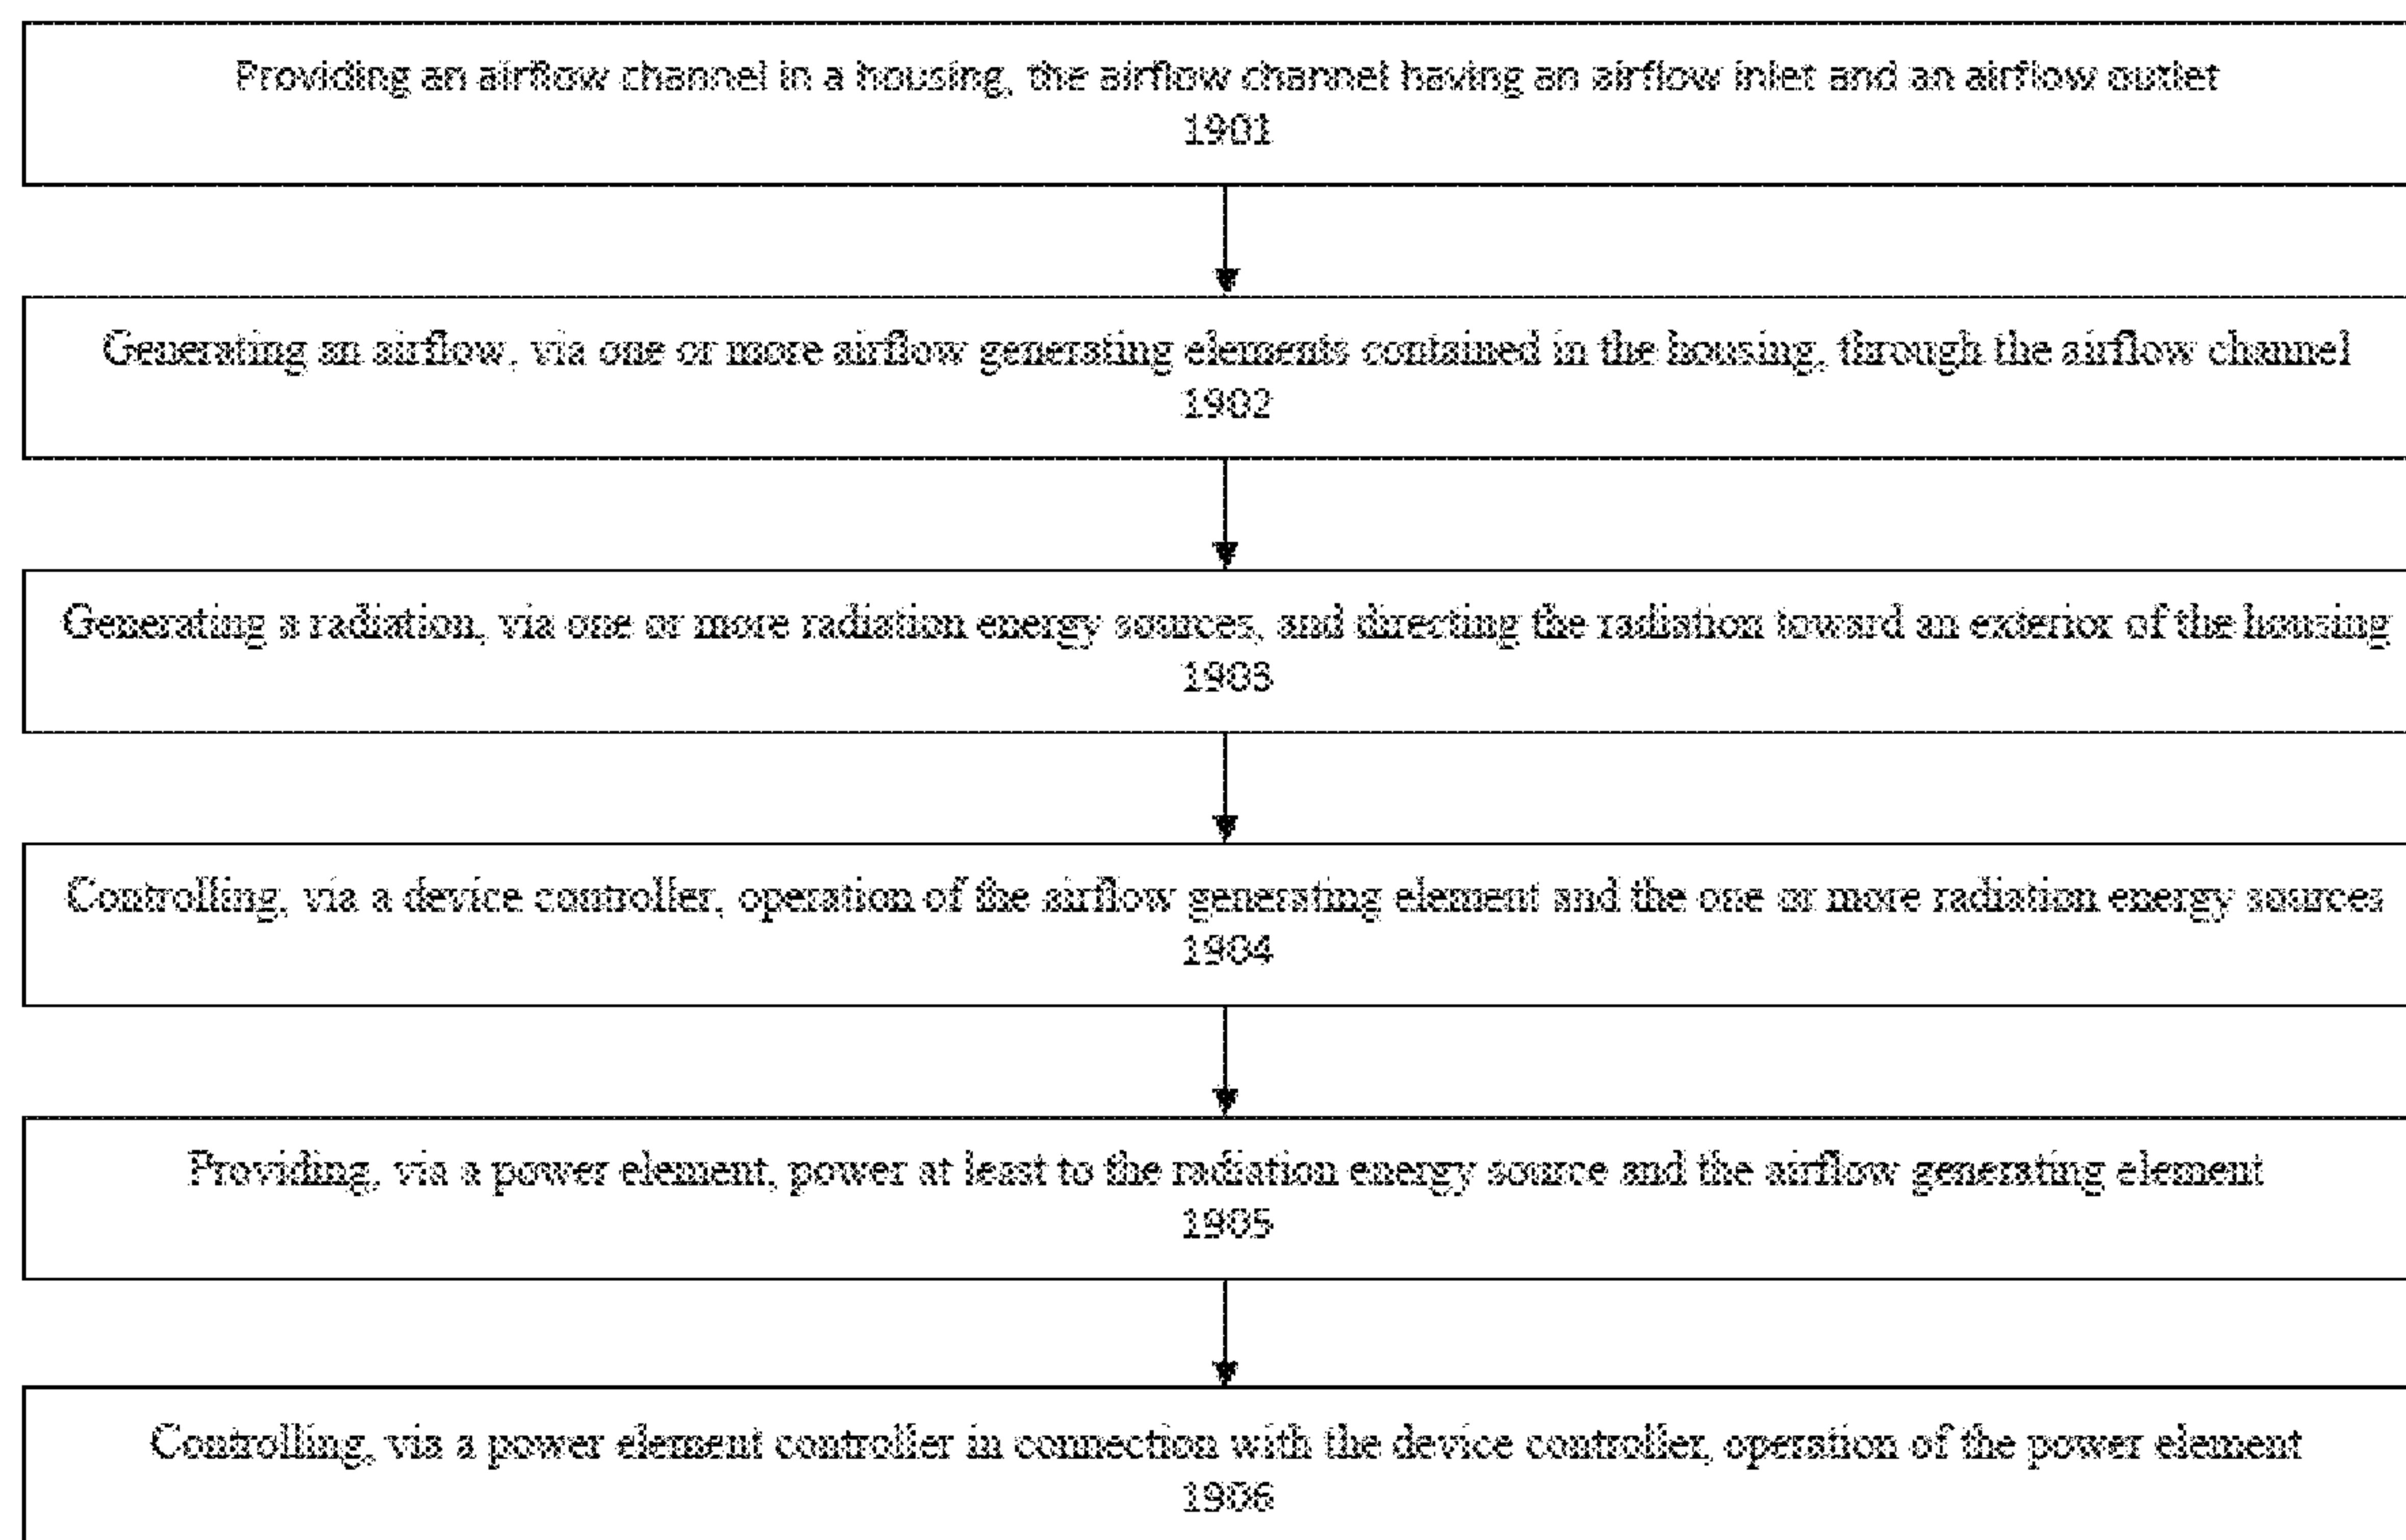 Providing an airflow channel in a housing, the airflow channel having an airflow inlet and an airflow outlet
1901
Generating an airflow, via one or more airflow generating elements contained in the housing, through the airflow channel
1902
Generating a radiation, via one or more radiation energy sources, and directing the radiation toward an exterior of the housing
1903
Controlling, via a device controller, operation of the airflow generating element and the one or more radiation energy sources
1904
Providing, via a power element, power at least to the radiation energy source and the airflow generating element
1905
Controlling, via a power element controller in connection with the device controller, operation of the power element
1906